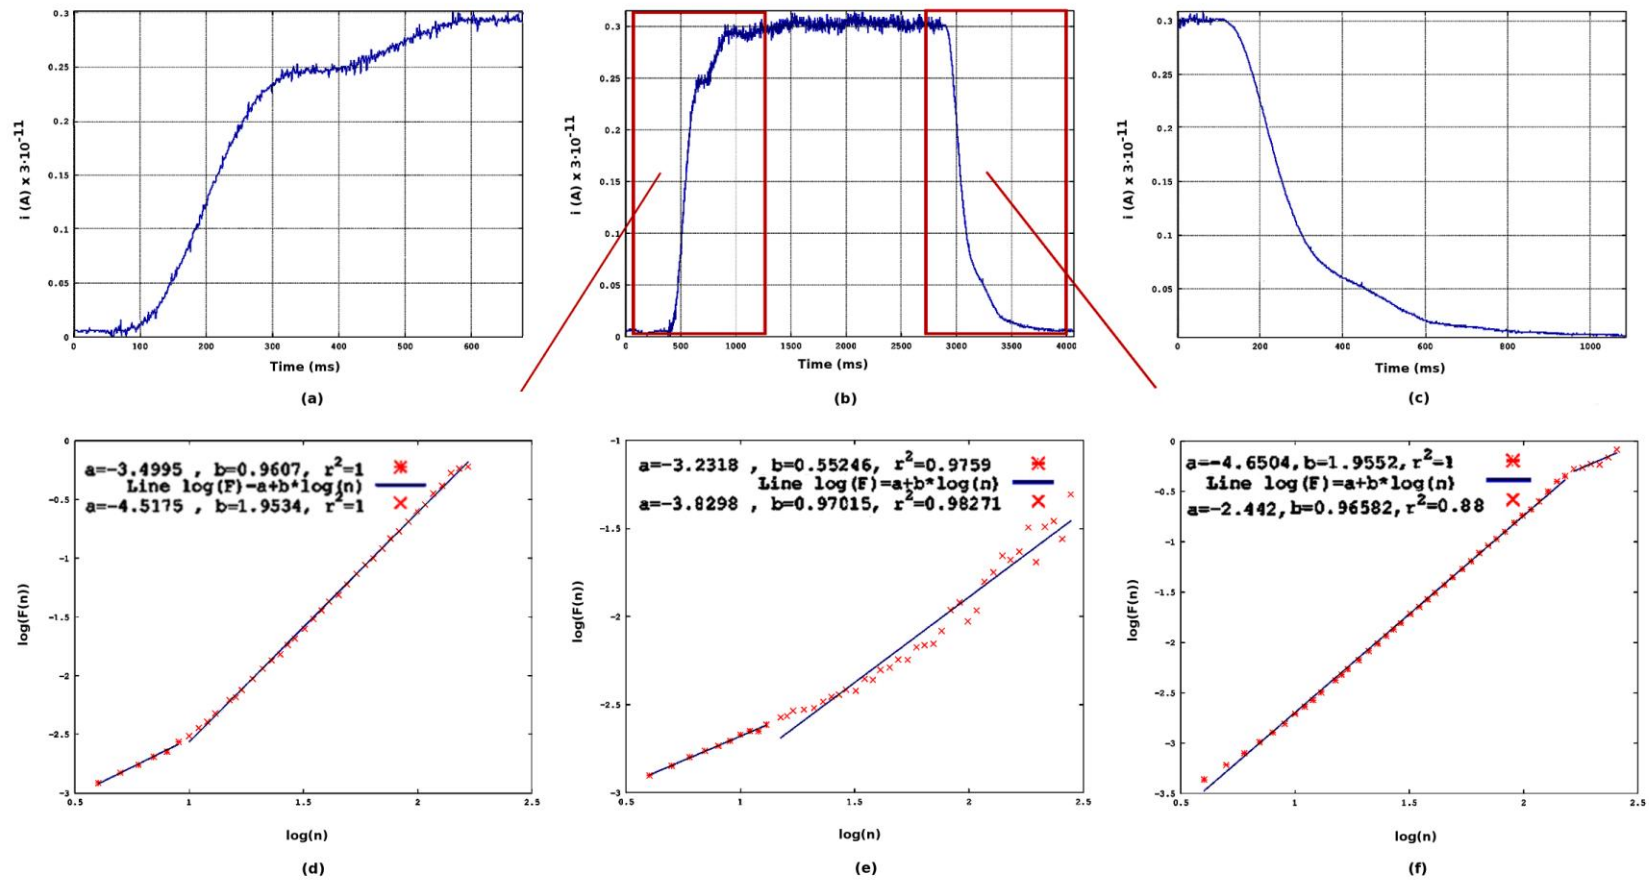 i (A) x 3·10⁻¹¹
0.3
0.25
0.2
0.15
0.1
0.05
0
0 100 200 300 400 500 600
Time (ms)
(a)
i (A) x 3·10⁻¹¹
0.3
0.25
0.2
0.15
0.1
0.05
0
0 500 1000 1500 2000 2500 3000 3500 4000
Time (ms)
(b)
i (A) x 3·10⁻¹¹
0.3
0.25
0.2
0.15
0.1
0.05
0 200 400 600 800 1000
Time (ms)
(c)
log(F(n))
0
-0.5
-1
-1.5
-2
-2.5
-3
a=-3.4995 , b=0.9607, r²=1
Line log(F)=a+b*log(n)
a=-4.5175 , b=1.9534, r²=1
0.5 1 1.5 2 2.5
log(n)
(d)
log(F(n))
-1
-1.5
-2
-2.5
-3
a=-3.2318 , b=0.55246, r²=0.9759
Line log(F)=a+b*log(n)
a=-3.8298 , b=0.97015, r²=0.98271
0.5 1 1.5 2 2.5
log(n)
(e)
log(F(n))
0
-0.5
-1
-1.5
-2
-2.5
-3
-3.5
a=-4.6504,b=1.9552,r²=1
Line log(F)=a+b*log(n)
a=-2.442,b=0.96582,r²=0.88
0.5 1 1.5 2 2.5
log(n)
(f)